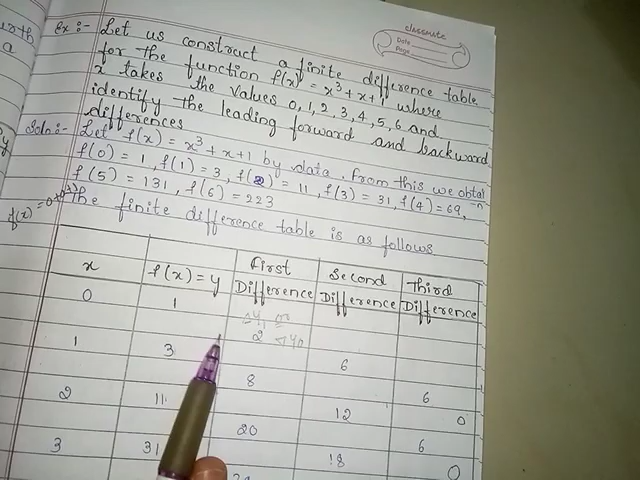 classmate
Date
Page
Ex :- Let us construct a finite difference table
for the function f(x) = x³ + x + 1 where
x takes the values 0, 1, 2, 3, 4, 5, 6 and
identify the leading forward and backward
differences
Soln:- Let f(x) = x³ + x + 1 by data. From this we obtain
f(0) = 1, f(1) = 3, f(2) = 11, f(3) = 31, f(4) = 69,
f(5) = 131, f(6) = 223
The finite difference table is as follows
x f(x) = y First Difference Second Difference Third Difference
0 1
2
1 3 6
8 6
2 11 12 0
20 6
3 31 18 0